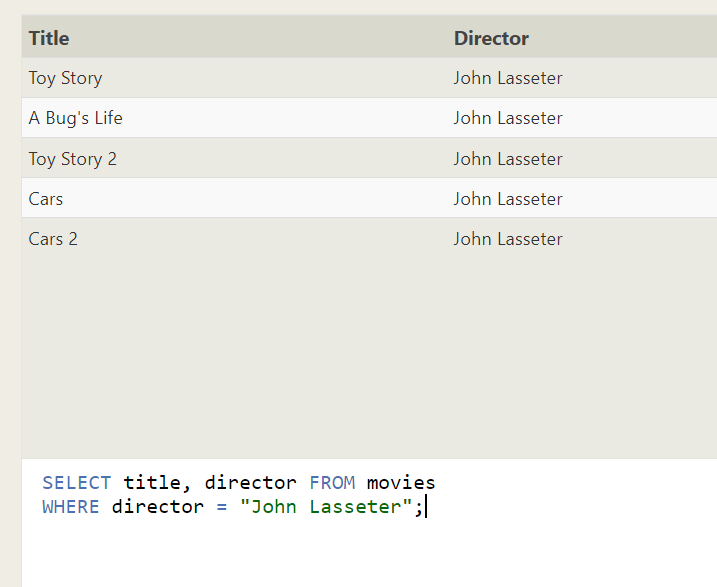 Title Director
Toy Story John Lasseter
A Bug's Life John Lasseter
Toy Story 2 John Lasseter
Cars John Lasseter
Cars 2 John Lasseter
SELECT title, director FROM movies
WHERE director = "John Lasseter";